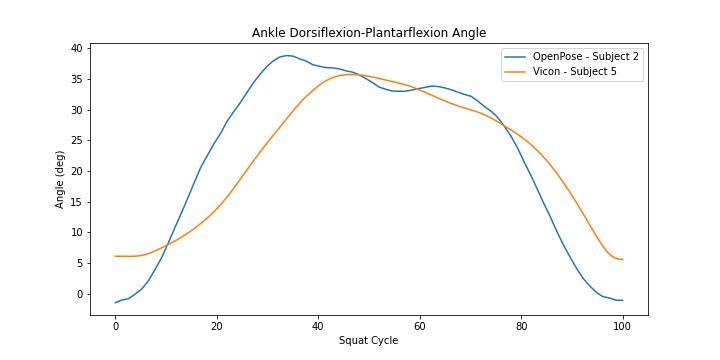 Ankle Dorsiflexion-Plantarflexion Angle
OpenPose - Subject 2
Vicon - Subject 5
Angle (deg)
40
35
30
25
20
15
10
5
0
0 20 40 60 80 100
Squat Cycle